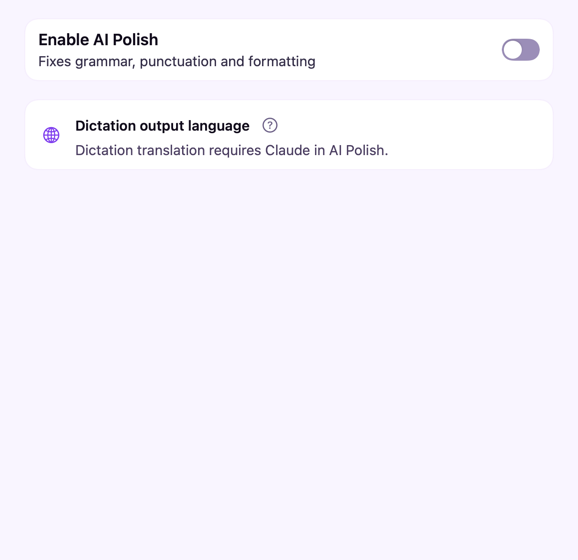 Enable AI Polish
Fixes grammar, punctuation and formatting
Dictation output language ?
Dictation translation requires Claude in AI Polish.